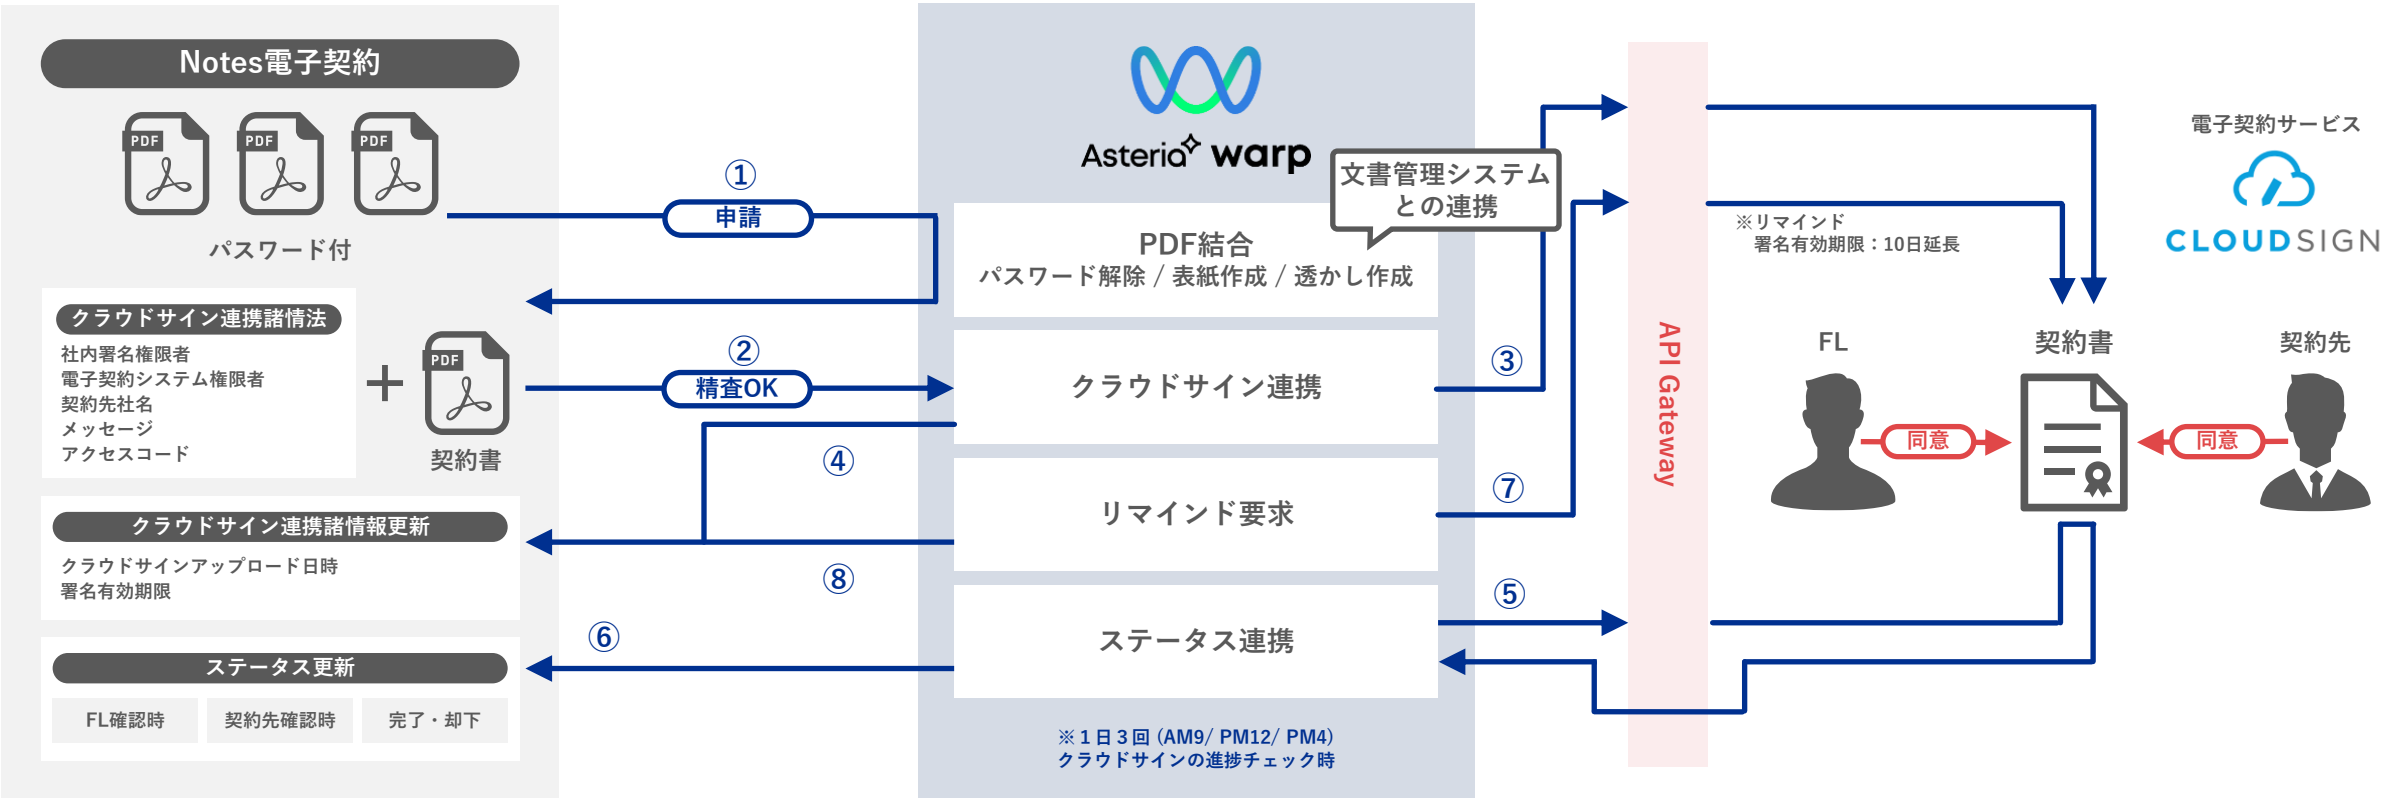 Notes電子契約
PDF
PDF
PDF
パスワード付
クラウドサイン連携諸情法
社内署名権限者
電子契約システム権限者
契約先社名
メッセージ
アクセスコード
+
PDF
契約書
クラウドサイン連携諸情報更新
クラウドサインアップロード日時
署名有効期限
ステータス更新
FL確認時
契約先確認時
完了・却下
①
申請
②
精査OK
④
⑧
⑥
Asteria warp
文書管理システム
との連携
PDF結合
パスワード解除 / 表紙作成 / 透かし作成
クラウドサイン連携
リマインド要求
ステータス連携
※１日３回 (AM9/ PM12/ PM4)
クラウドサインの進捗チェック時
③
⑦
⑤
API Gateway
※リマインド
署名有効期限：10日延長
電子契約サービス
CLOUDSIGN
FL
契約書
契約先
同意
同意